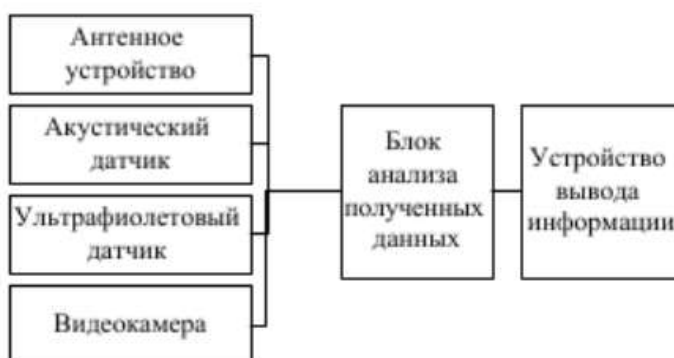 Антенное
устройство
Акустический
датчик
Ультрафиолетовый
датчик
Видеокамера
Блок
анализа
полученных
данных
Устройство
вывода
информации